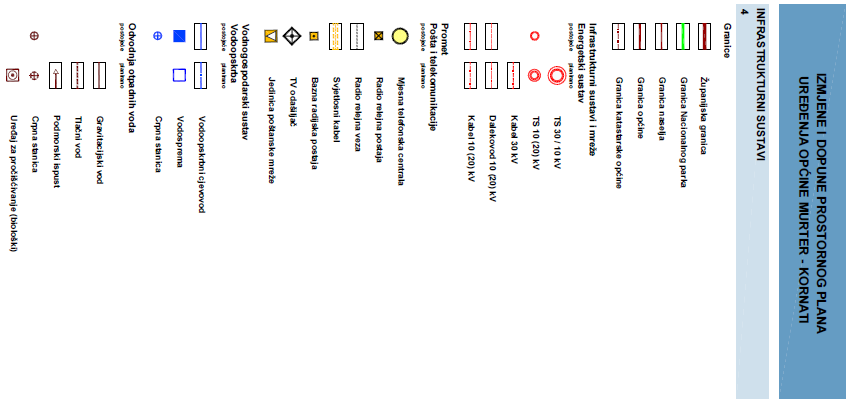 IZMJENE I DOPUNE PROSTORNOG PLANA
UREĐENJA OPĆINE MURTER - KORNATI
INFRASTRUKTURNI SUSTAVI
4
Granice
Županijska granica
Granica Nacionalnog parka
Granica naselja
Granica općine
Granica katastarske općine
Infrastrukturni sustavi i mreže
Energetski sustav
postojeće planirano
TS 30 / 10 kV
TS 10 (20) kV
Kabel 30 kV
Dalekovod 10 (20) kV
Kabel 10 (20) kV
Promet
Pošta i telekomunikacije
postojeće planirano
Mjesna telefonska centrala
Radio relejna postaja
Radio relejna veza
Svjetlosni kabel
Bazna radijska postaja
TV odašiljač
Jedinica poštanske mreže
Vodnogospodarski sustav
Vodoopskrba
postojeće planirano
Vodoopskrbni cjevovod
Vodosprema
Crpna stanica
Odvodnja otpadnih voda
postojeće planirano
Gravitacijski vod
Tlačni vod
Podmorski ispust
Crpna stanica
Uređaj za pročišćivanje (biološki)